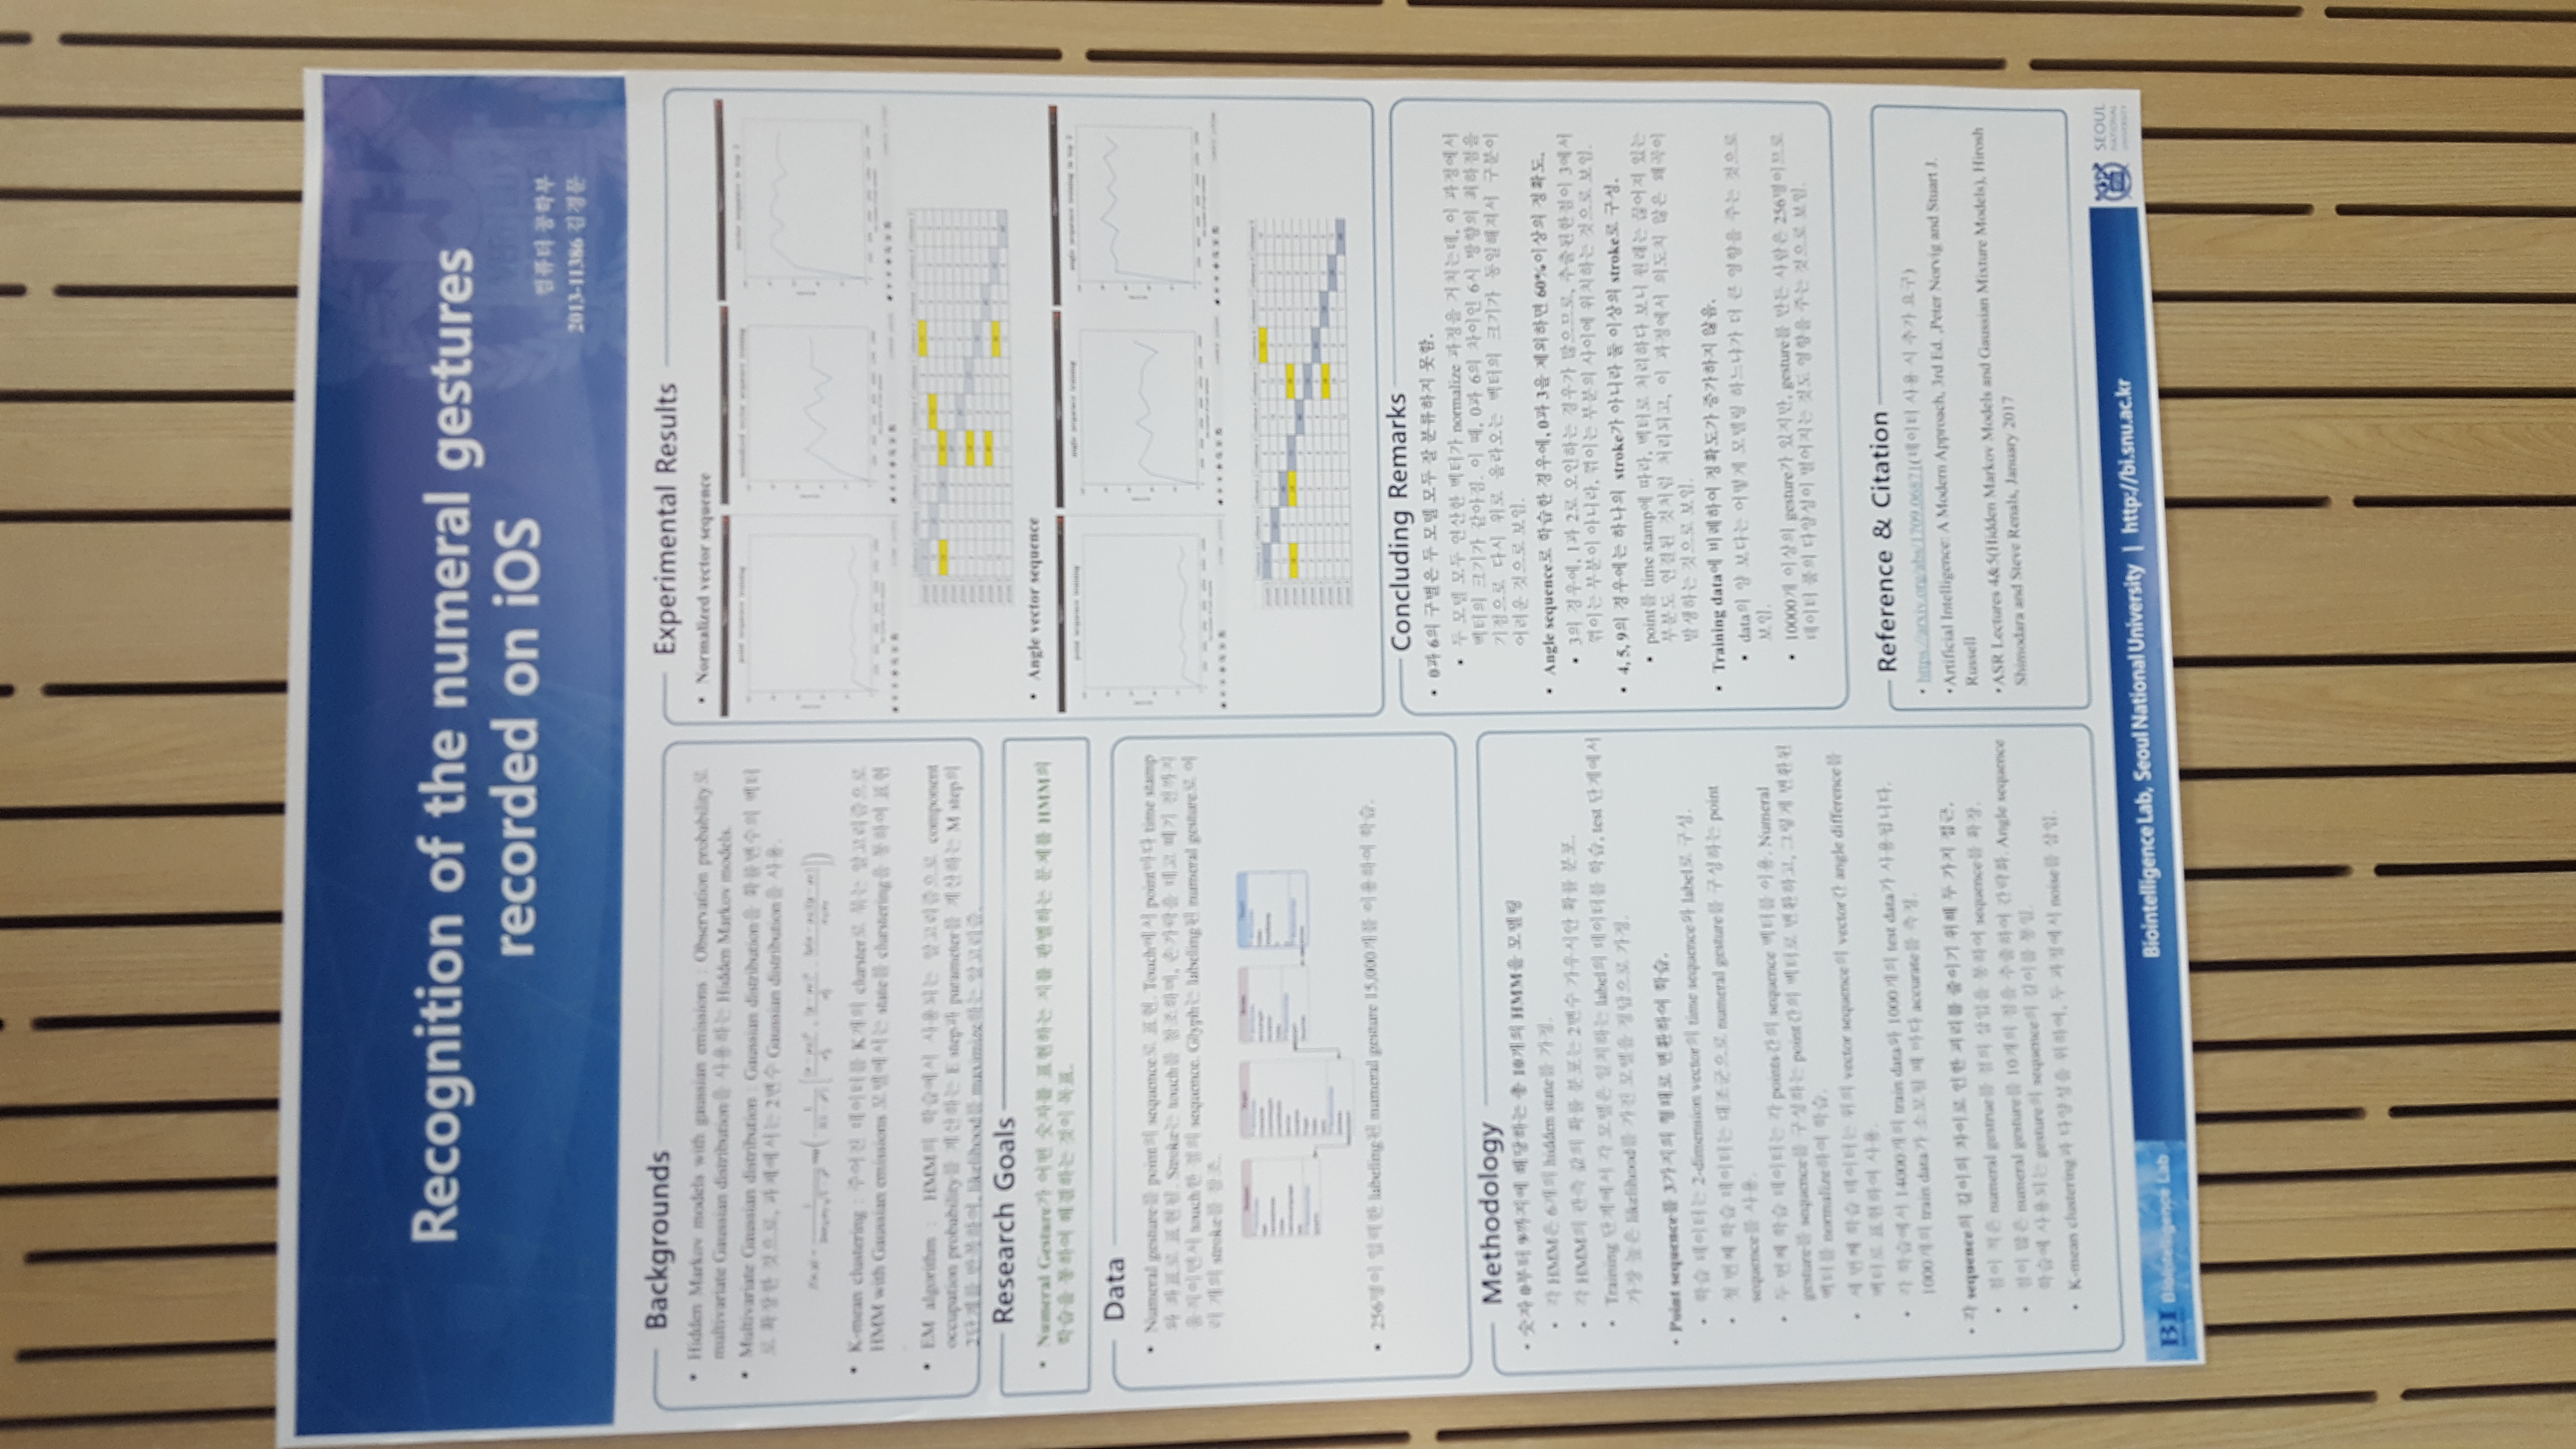 Recognition of the numeral gestures
recorded on iOS
컴퓨터 공학부
2013-11386 김경문
Backgrounds
• Hidden Markov models with gaussian emissions : Observation probability로
multivariate Gaussian distribution을 사용하는 Hidden Markov models.
• Multivariate Gaussian distribution : Gaussian distribution을 확률변수의 벡터
로 확장한 것으로, 과제에서는 2변수 Gaussian distribution을 사용.
• K-mean clustering : 주어진 데이터를 K개의 cluster로 묶는 알고리즘으로
HMM with Gaussian emissions 모델에서는 state를 clustering을 통하여 표현
• EM algorithm : HMM의 학습에서 사용되는 알고리즘으로 component
occupation probability를 계산하는 E step과 parameter를 계산하는 M step의
2단계를 반복하여, likelihood를 maximize하는 알고리즘.
Research Goals
• Numeral Gesture가 어떤 숫자를 표현하는 지를 판별하는 문제를 HMM의
학습을 통하여 해결하는 것이 목표.
Data
• Numeral gesture를 point의 sequence로 표현. Touch에서 point마다 time stamp
와 좌표로 표현됨. Stroke는 touch를 참조하며, 손가락을 대고 떼기 전까지
움직이면서 touch한 점의 sequence. Glyph는 labeling된 numeral gesture로 여
러 개의 stroke를 참조.
• 256명이 입력한 labeling된 numeral gesture 15,000개를 이용하여 학습.
Methodology
• 숫자 0부터 9까지에 해당하는 총 10개의 HMM을 모델링
• 각 HMM은 6개의 hidden state를 가정.
• 각 HMM의 관측 값의 확률 분포는 2변수 가우시안 확률 분포.
• Training 단계에서 각 모델은 일치하는 label의 데이터를 학습, test 단계에서
가장 높은 likelihood를 가진 모델을 정답으로 가정.
• Point sequence를 3가지의 형태로 변환하여 학습.
• 학습 데이터는 2-dimension vector의 time sequence와 label로 구성.
• 첫 번째 학습 데이터는 대조군으로 numeral gesture를 구성하는 point
sequence를 사용.
• 두 번째 학습 데이터는 각 points간의 sequence 벡터를 이용. Numeral
gesture를 sequence를 구성하는 point간의 벡터로 변환하고, 그렇게 변환된
벡터를 normalize하여 학습.
• 세 번째 학습 데이터는 위의 vector sequence의 vector간 angle difference를
벡터로 표현하여 사용.
• 각 학습에서 14000개의 train data와 1000개의 test data가 사용됩니다.
1000개의 train data가 소모될 때 마다 accurate를 측정.
• 각 sequence의 길이의 차이로 인한 괴리를 줄이기 위해 두 가지 접근.
• 점이 적은 numeral gestrue를 점의 삽입을 통하여 sequence를 확장.
• 점이 많은 numeral gesture를 10개의 점을 추출하여 간략화. Angle sequence
학습에 사용되는 gesture의 sequence의 길이를 통일.
• K-mean clustering과 다양성을 위하여, 두 과정에서 noise를 삽입.
Experimental Results
• Normalized vector sequence
point sequence training
normalized vector sequence training
vector sequence in top 2
• Angle vector sequence
point sequence training
angle sequence training
angle sequence training in top 2
Concluding Remarks
• 0과 6의 구별은 두 모델 모두 잘 분류하지 못함.
• 두 모델 모두 연산한 벡터가 normalize 과정을 거치는데, 이 과정에서
벡터의 크기가 같아짐. 이 때, 0과 6의 차이인 6시 방향의 최하점을
기점으로 다시 위로 올라오는 벡터의 크기가 동일해져서 구분이
어려운 것으로 보임.
• Angle sequence로 학습한 경우에, 0과 3을 제외하면 60%이상의 정확도.
• 3의 경우에, 1과 2로 오인하는 경우가 많으므로, 추출된한점이 3에서
꺾이는 부분이 아니라, 꺾이는 부분의 사이에 위치하는 것으로 보임.
• 4, 5, 9의 경우에는 하나의 stroke가 아니라 둘 이상의 stroke로 구성.
• point를 time stamp에 따라, 벡터로 처리하다 보니 원래는 끊어져 있는
부분도 연결된 것처럼 처리되고, 이 과정에서 의도치 않은 왜곡이
발생하는 것으로 보임.
• Training data에 비례하여 정확도가 증가하지 않음.
• data의 양 보다는 어떻게 모델링 하느냐가 더 큰 영향을 주는 것으로
보임.
• 10000개 이상의 gesture가 있지만, gesture를 만든 사람은 256명이므로
데이터 풀의 다양성이 떨어지는 것도 영향을 주는 것으로 보임.
Reference & Citation
• https://arxiv.org/abs/1709.06871(데이터 사용 시 추가 요구)
•Artificial Intelligence: A Modern Approach, 3rd Ed. ,Peter Norvig and Stuart J.
Russell
•ASR Lectures 4&5(Hidden Markov Models and Gaussian Mixture Models), Hirosh
Shimodara and Steve Renals, January 2017
BI Biointelligence Lab
Biointelligence Lab, Seoul National University | http://bi.snu.ac.kr
SEOUL
NATIONAL
UNIVERSITY